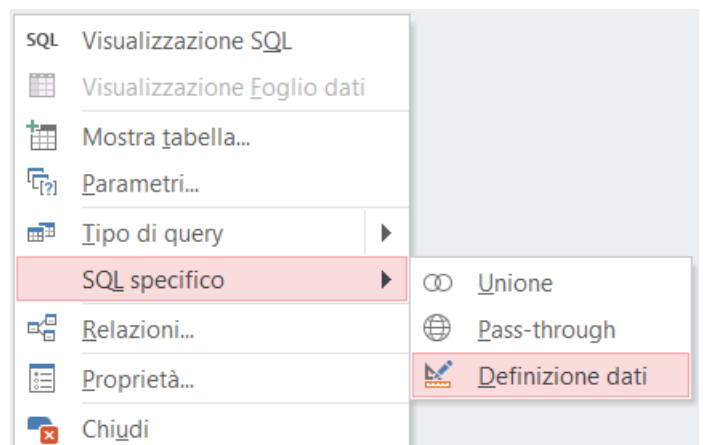 SQL Visualizzazione SQL
Visualizzazione Foglio dati
Mostra tabella...
Parametri...
Tipo di query
SQL specifico
Unione
Relazioni...
Pass-through
Proprietà...
Definizione dati
Chiudi